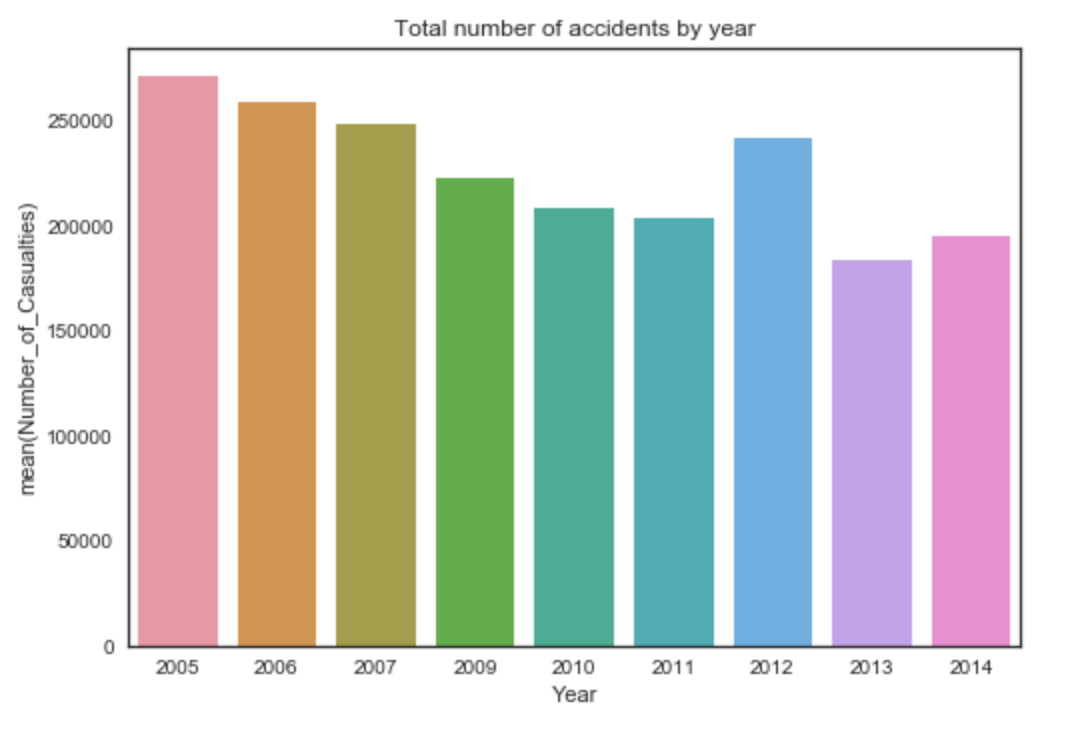 Total number of accidents by year
mean(Number_of_Casualties)
250000
200000
150000
100000
50000
0
2005 2006 2007 2009 2010 2011 2012 2013 2014
Year